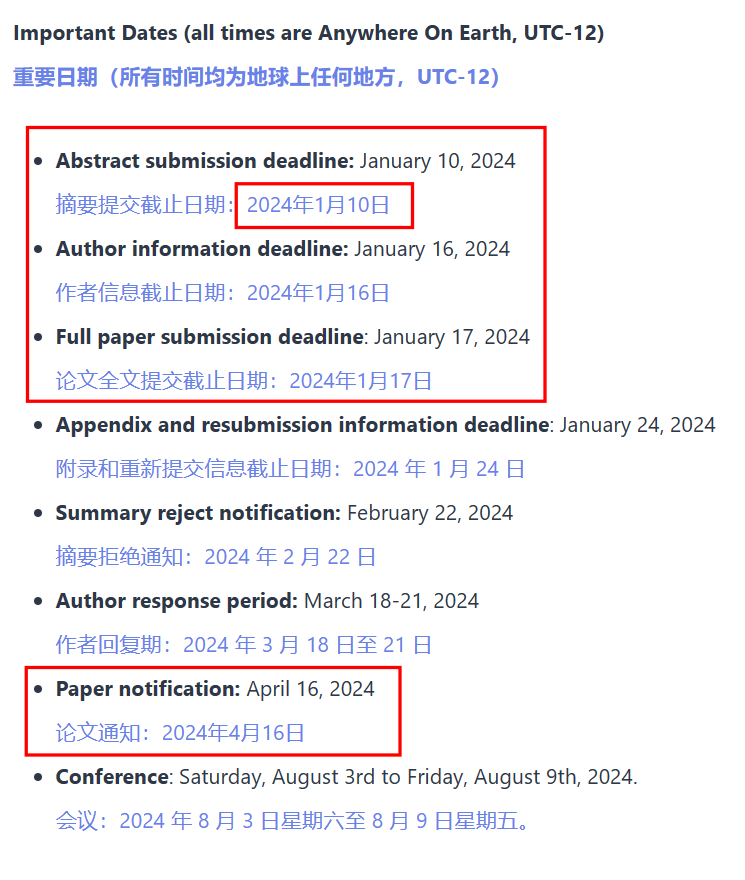 Important Dates (all times are Anywhere On Earth, UTC-12)
重要日期（所有时间均为地球上任何地方，UTC-12）
Abstract submission deadline: January 10, 2024
摘要提交截止日期：2024年1月10日
Author information deadline: January 16, 2024
作者信息截止日期：2024年1月16日
Full paper submission deadline: January 17, 2024
论文全文提交截止日期：2024年1月17日
Appendix and resubmission information deadline: January 24, 2024
附录和重新提交信息截止日期：2024 年 1 月 24 日
Summary reject notification: February 22, 2024
摘要拒绝通知：2024 年 2 月 22 日
Author response period: March 18-21, 2024
作者回复期：2024 年 3 月 18 日至 21 日
Paper notification: April 16, 2024
论文通知：2024年4月16日
Conference: Saturday, August 3rd to Friday, August 9th, 2024.
会议：2024 年 8 月 3 日星期六至 8 月 9 日星期五。